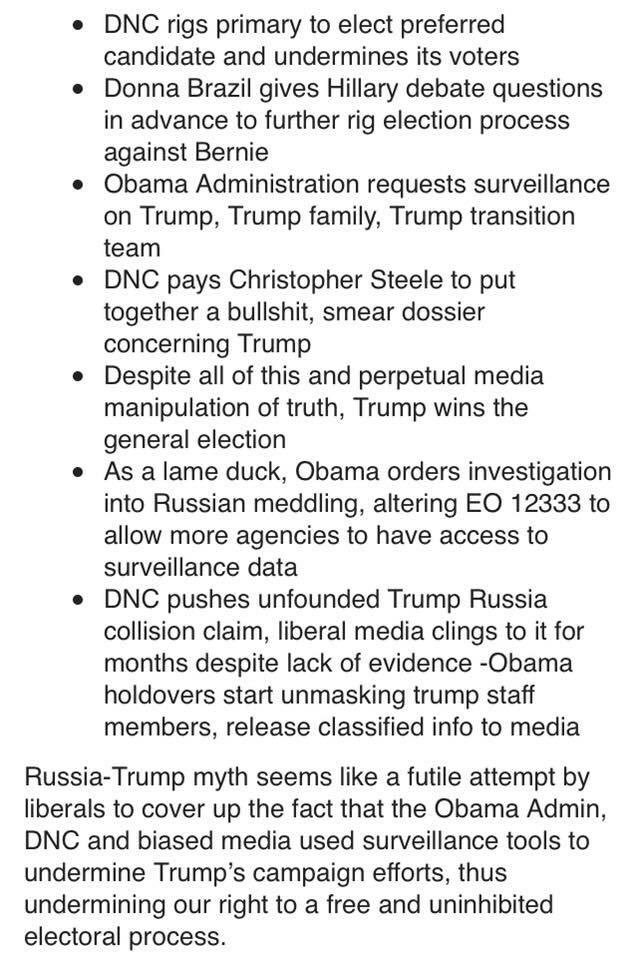 • DNC rigs primary to elect preferred
candidate and undermines its voters
• Donna Brazil gives Hillary debate questions
in advance to further rig election process
against Bernie
• Obama Administration requests surveillance
on Trump, Trump family, Trump transition
team
• DNC pays Christopher Steele to put
together a bullshit, smear dossier
concerning Trump
• Despite all of this and perpetual media
manipulation of truth, Trump wins the
general election
• As a lame duck, Obama orders investigation
into Russian meddling, altering EO 12333 to
allow more agencies to have access to
surveillance data
• DNC pushes unfounded Trump Russia
collision claim, liberal media clings to it for
months despite lack of evidence -Obama
holdovers start unmasking trump staff
members, release classified info to media
Russia-Trump myth seems like a futile attempt by
liberals to cover up the fact that the Obama Admin,
DNC and biased media used surveillance tools to
undermine Trump’s campaign efforts, thus
undermining our right to a free and uninhibited
electoral process.